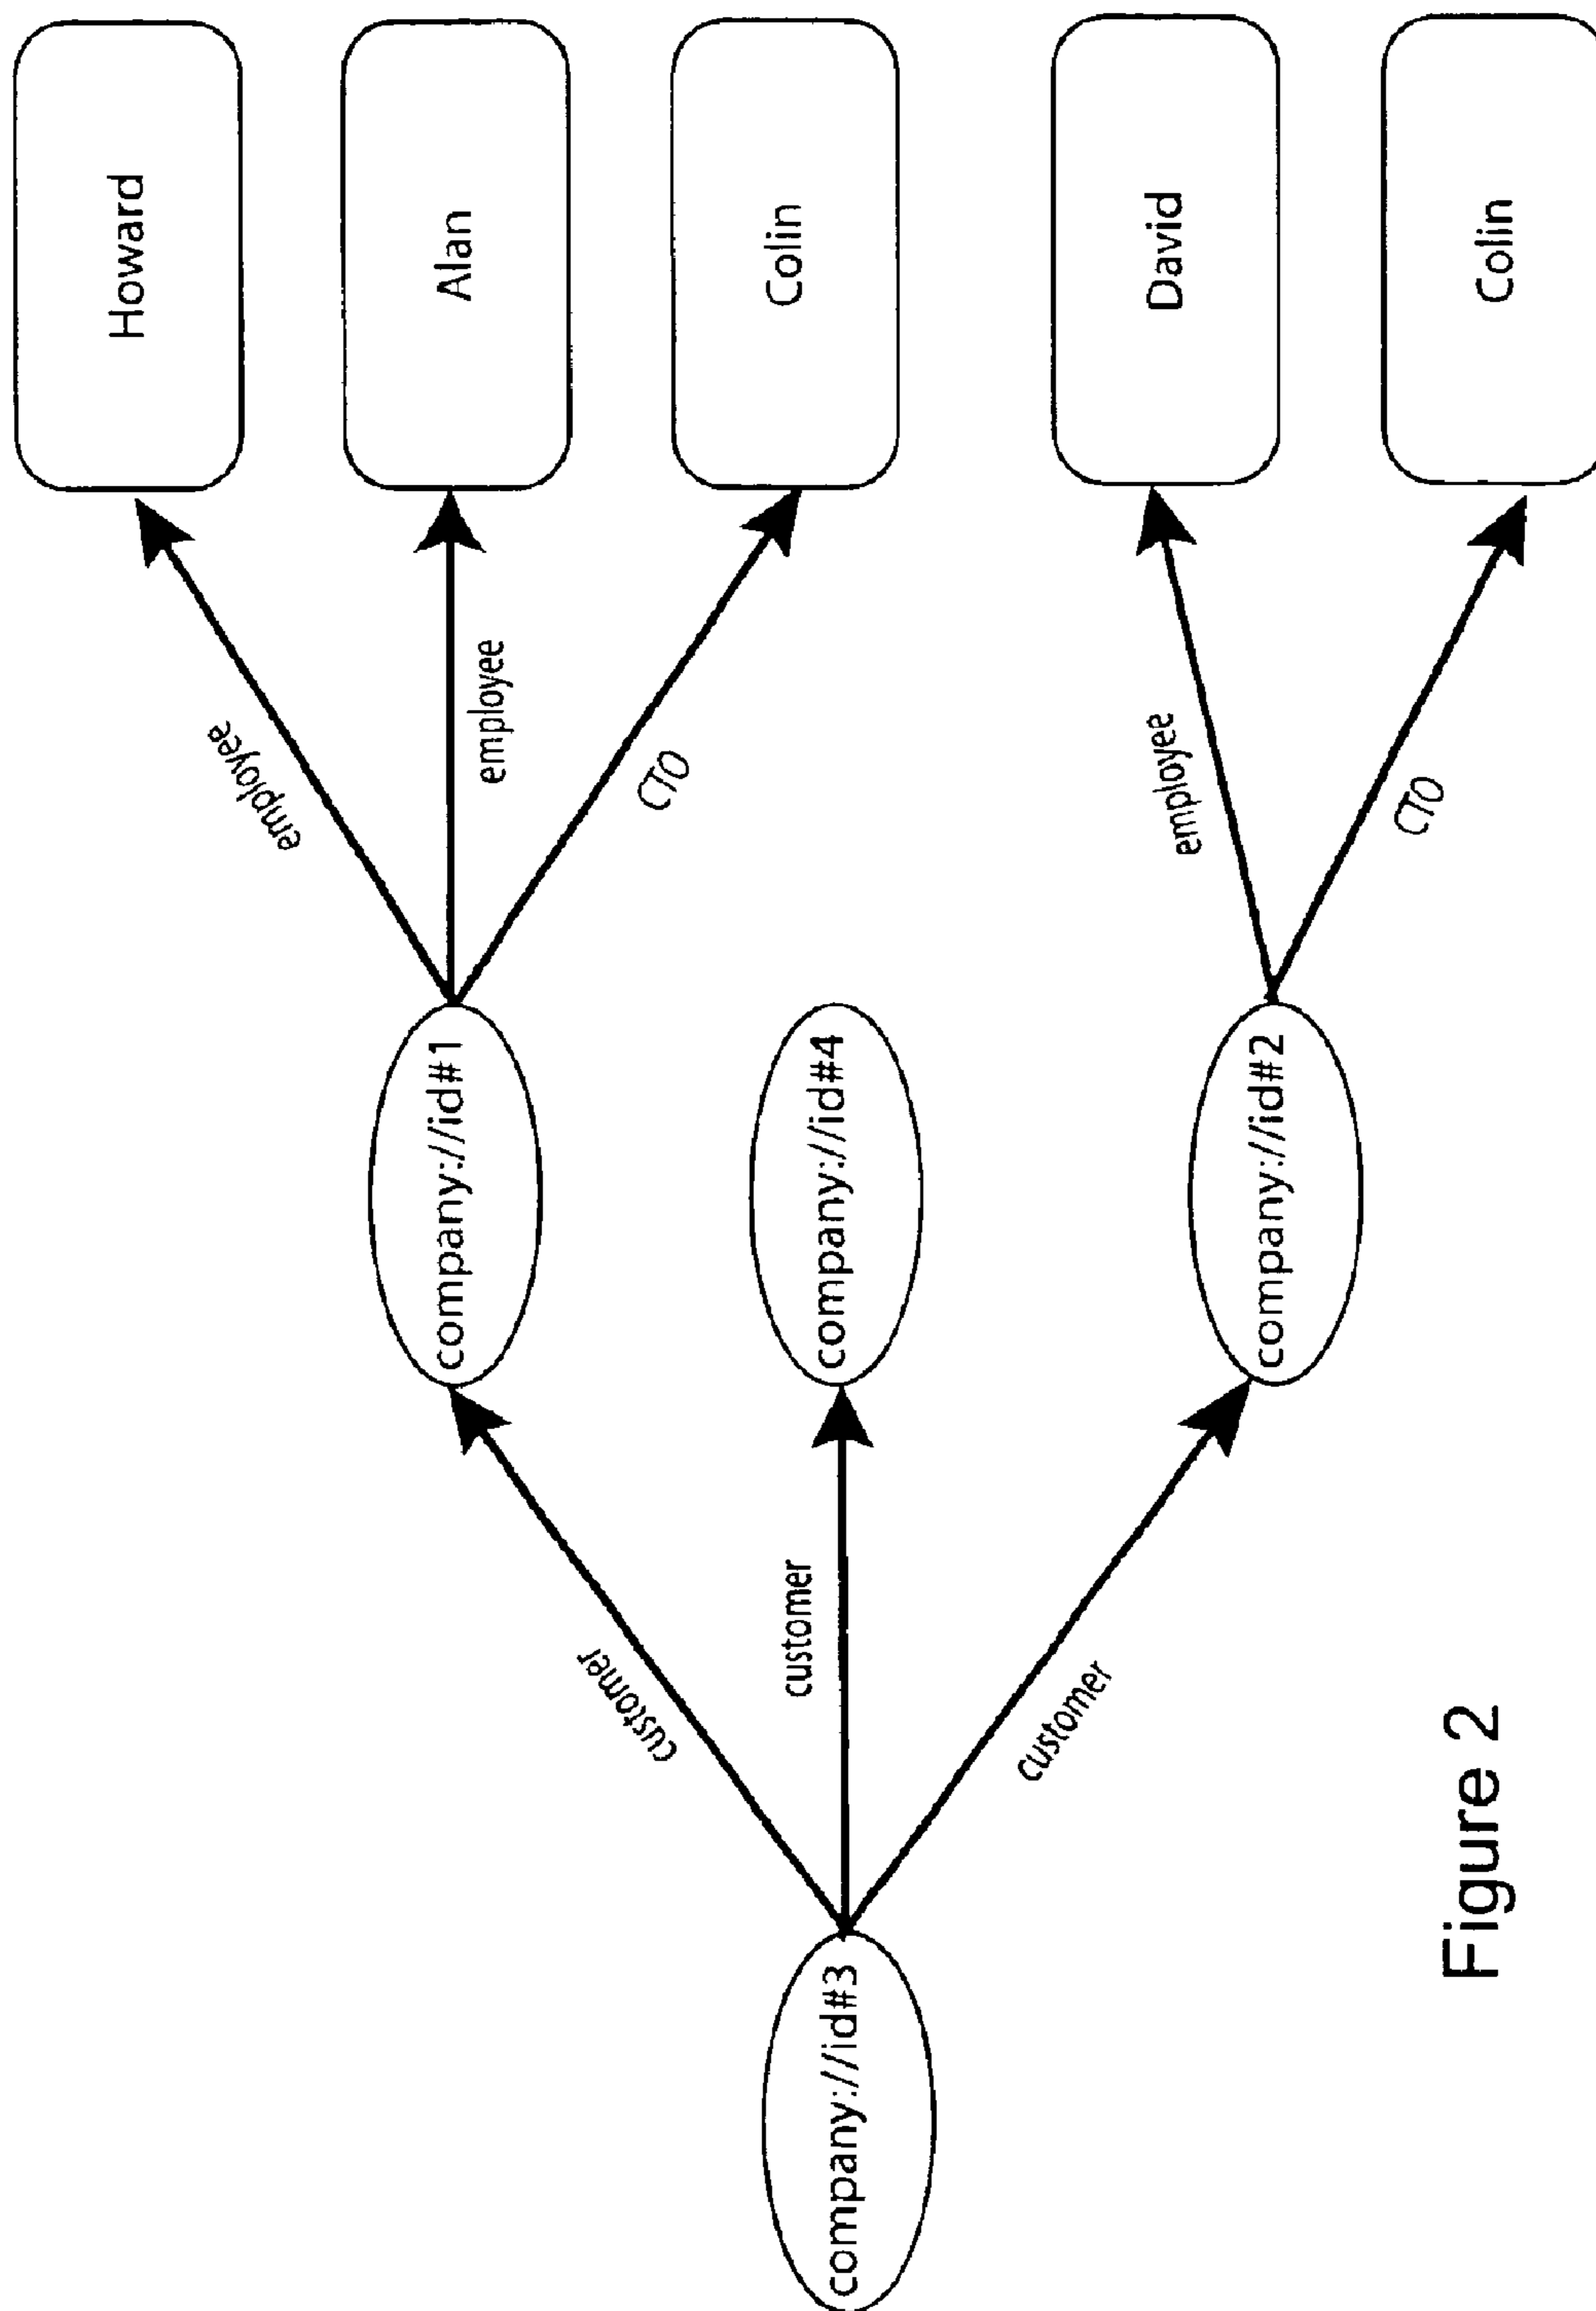 Howard
employee
Alan
employee
company://id#1
Colin
CTO
customer
company://id#3
customer
company://id#4
customer
David
employee
company://id#2
CTO
Colin
Figure 2